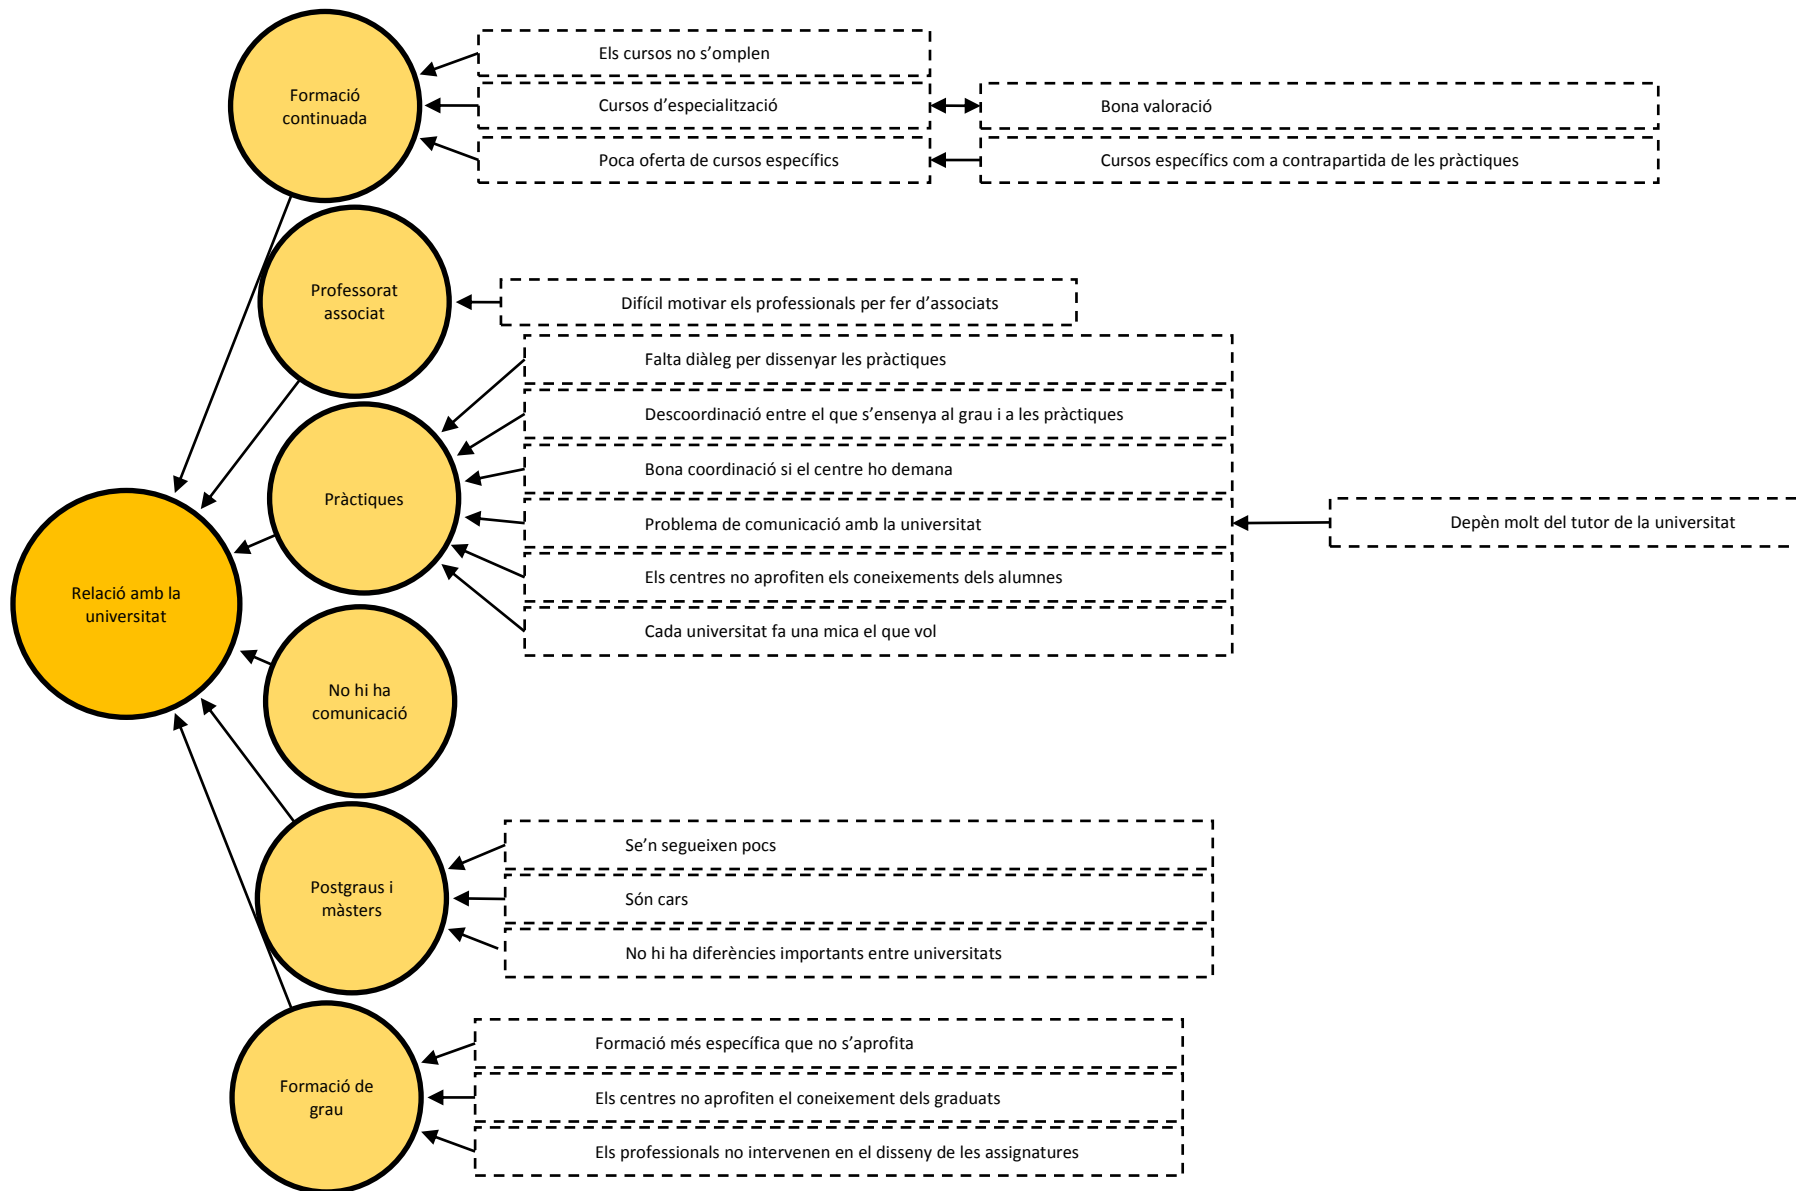 Formació
continuada
Els cursos no s’omplen
Cursos d’especialització
Bona valoració
Poca oferta de cursos específics
Cursos específics com a contrapartida de les pràctiques
Professorat
associat
Difícil motivar els professionals per fer d’associats
Pràctiques
Falta diàleg per dissenyar les pràctiques
Descoordinació entre el que s’ensenya al grau i a les pràctiques
Bona coordinació si el centre ho demana
Problema de comunicació amb la universitat
Depèn molt del tutor de la universitat
Els centres no aprofiten els coneixements dels alumnes
Cada universitat fa una mica el que vol
Relació amb la
universitat
No hi ha
comunicació
Postgraus i
màsters
Se’n segueixen pocs
Són cars
No hi ha diferències importants entre universitats
Formació de
grau
Formació més específica que no s’aprofita
Els centres no aprofiten el coneixement dels graduats
Els professionals no intervenen en el disseny de les assignatures